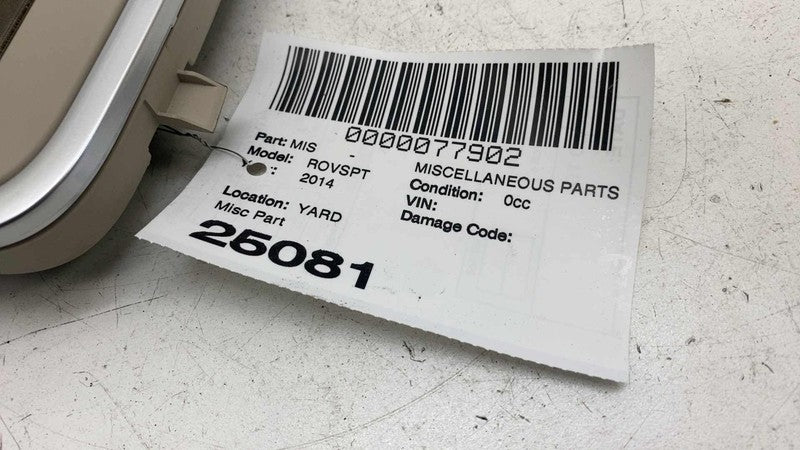 0000077902
Part: MIS - MISCELLANEOUS PARTS
Model: ROVSPT Condition: 0cc
: 2014 VIN:
Location: YARD Damage Code:
Misc Part
25081